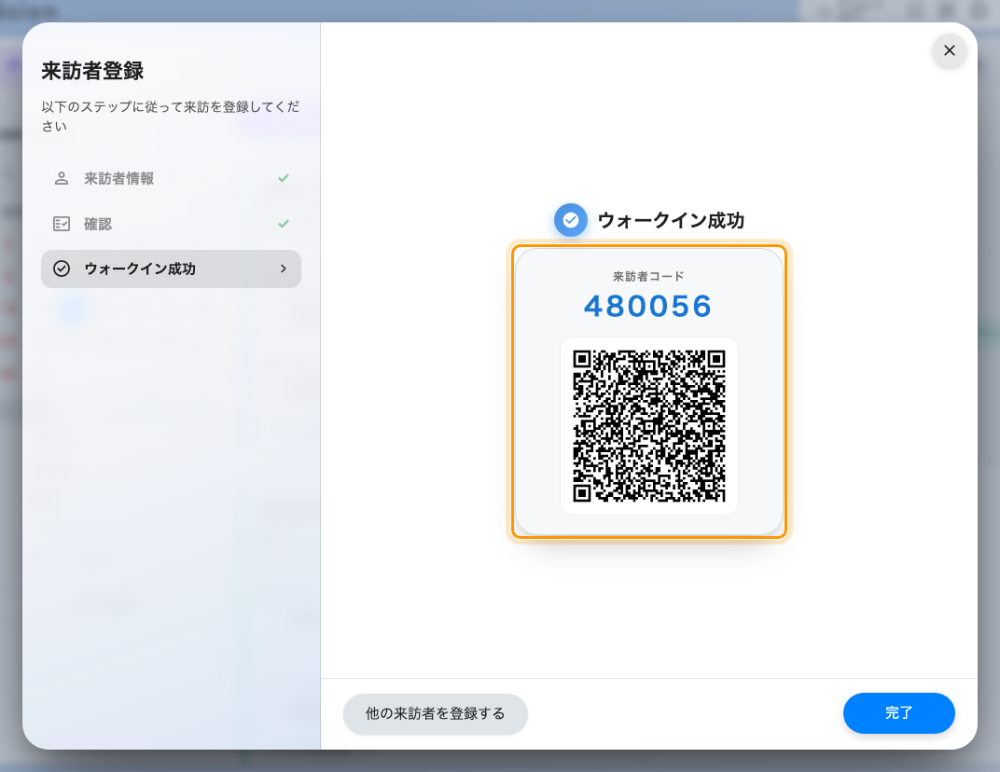 来訪者登録
以下のステップに従って来訪を登録してくだ
さい
来訪者情報
確認
ウォークイン成功
ウォークイン成功
来訪者コード
480056
他の来訪者を登録する
完了